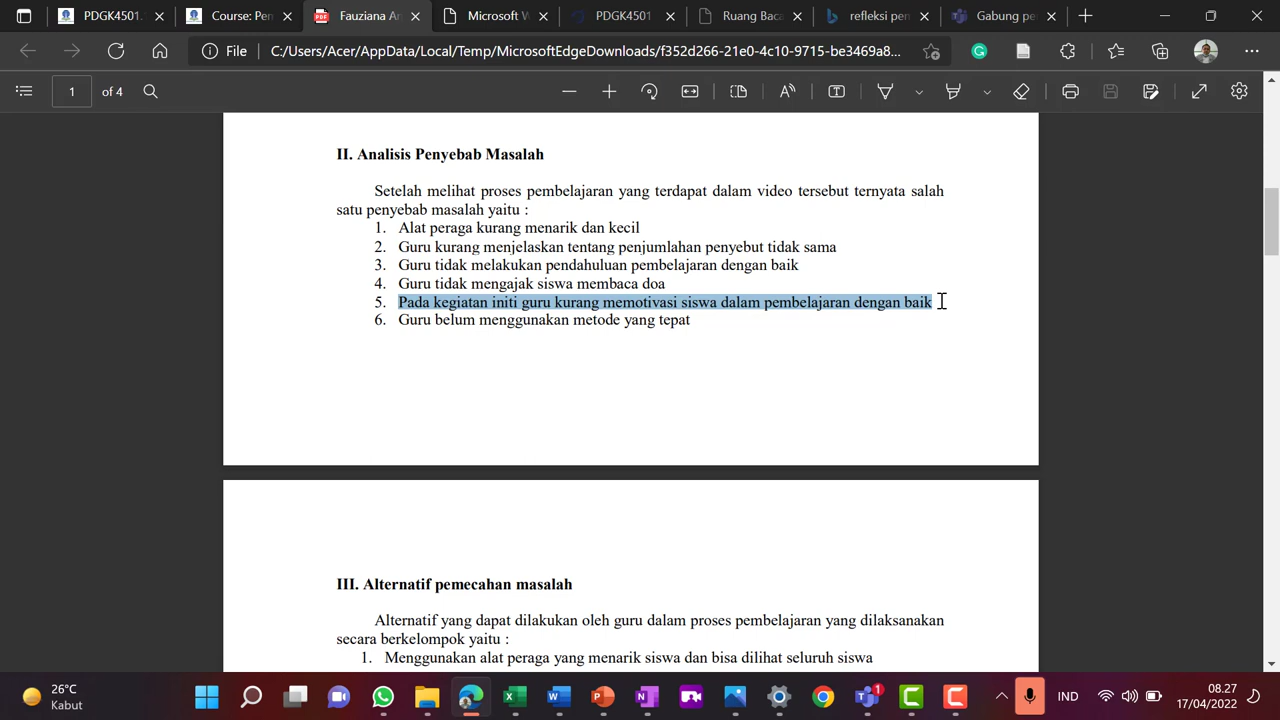 PDGK4501.
Course: Per
Fauziana An
Microsoft W
PDGK4501
Ruang Baca
refleksi pen
Gabung pe
File
C:/Users/Acer/AppData/Local/Temp/MicrosoftEdgeDownloads/f352d266-21e0-4c10-9715-be3469a8...
1 of 4
II. Analisis Penyebab Masalah
Setelah melihat proses pembelajaran yang terdapat dalam video tersebut ternyata salah
satu penyebab masalah yaitu :
1. Alat peraga kurang menarik dan kecil
2. Guru kurang menjelaskan tentang penjumlahan penyebut tidak sama
3. Guru tidak melakukan pendahuluan pembelajaran dengan baik
4. Guru tidak mengajak siswa membaca doa
5. Pada kegiatan initi guru kurang memotivasi siswa dalam pembelajaran dengan baik
6. Guru belum menggunakan metode yang tepat
III. Alternatif pemecahan masalah
Alternatif yang dapat dilakukan oleh guru dalam proses pembelajaran yang dilaksanakan
secara berkelompok yaitu :
1. Menggunakan alat peraga yang menarik siswa dan bisa dilihat seluruh siswa
26°C
Kabut
1
IND
08.27
17/04/2022